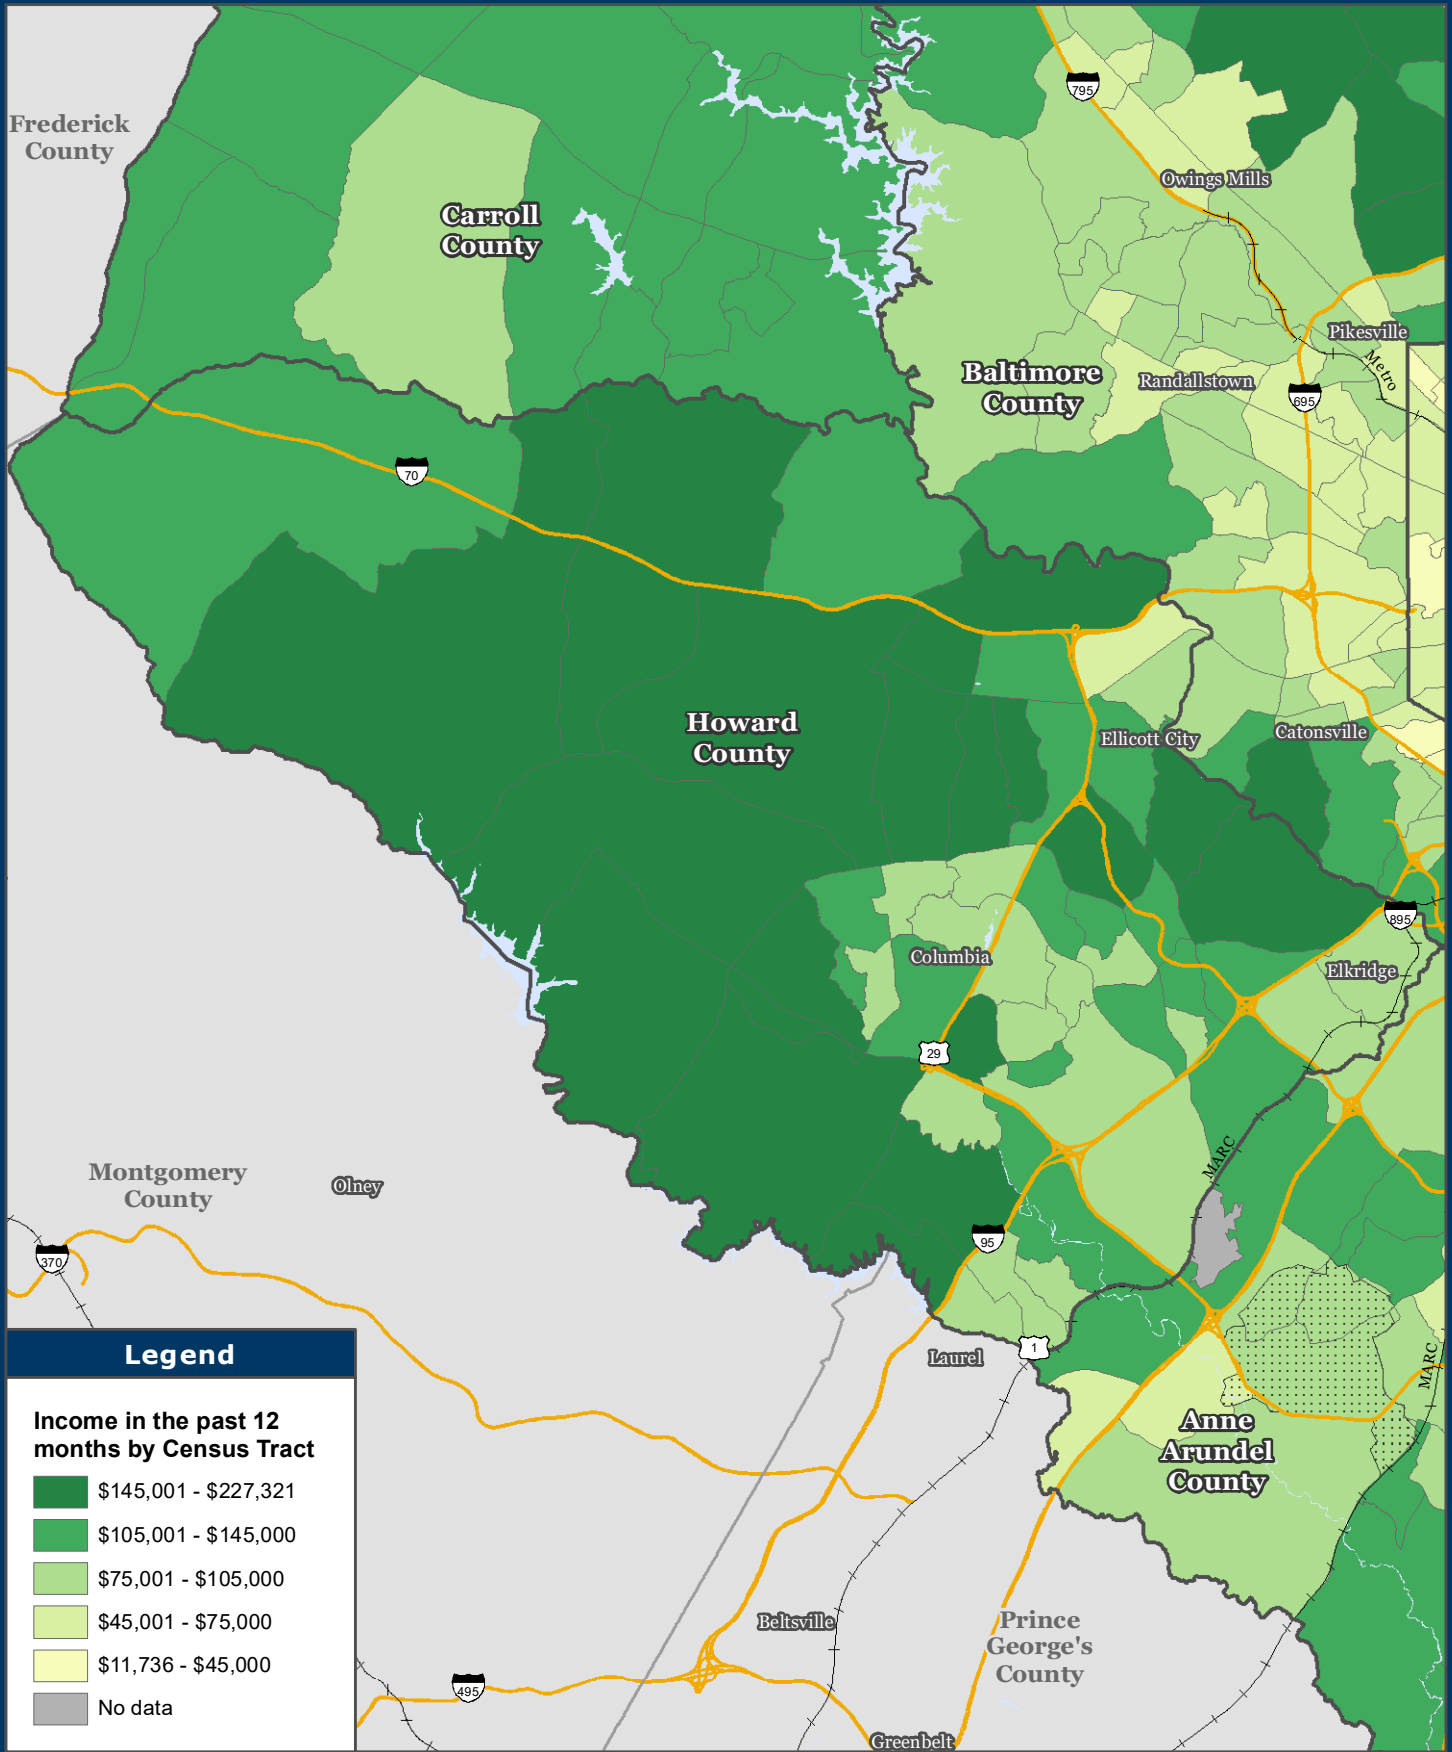 795
Frederick
County
Owings Mills
Carroll
County
Pikesville
Metro
Baltimore
County
Randallstown
695
70
Howard
County
Ellicott City
Catonsville
895
Columbia
Elkridge
29
MARC
Montgomery
County
Olney
95
370
1
Laurel
MARC
Anne
Arundel
County
Beltsville
Prince
George's
County
495
Greenbelt
Legend
Income in the past 12
months by Census Tract
$145,001 - $227,321
$105,001 - $145,000
$75,001 - $105,000
$45,001 - $75,000
$11,736 - $45,000
No data